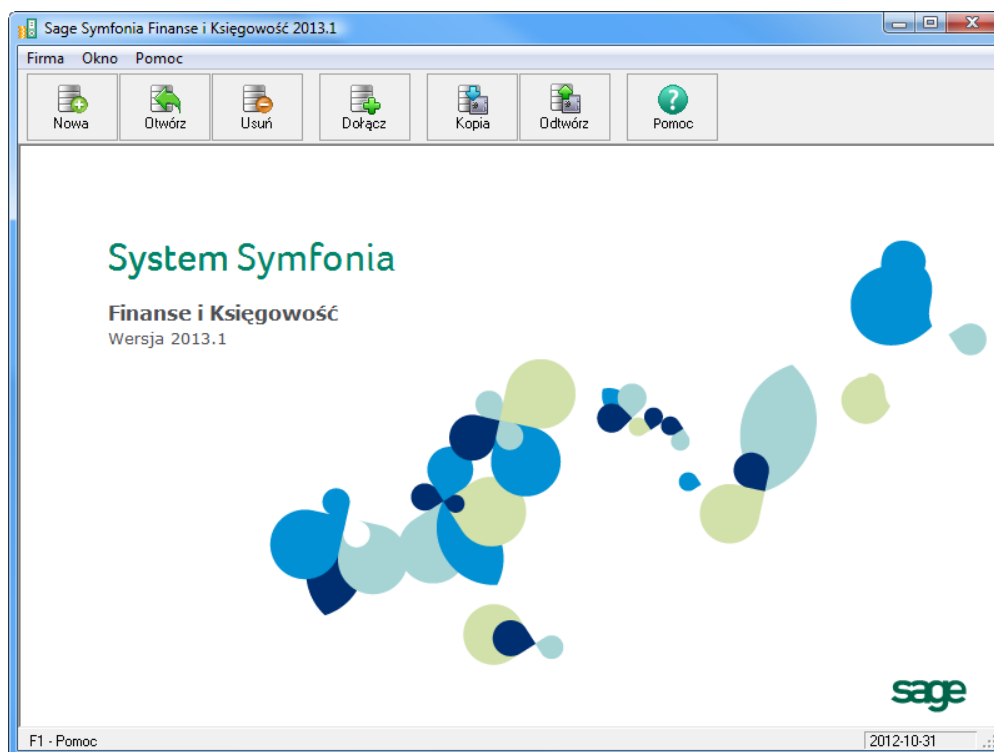 Sage Symfonia Finanse i Księgowość 2013.1
Firma Okno Pomoc
Nowa Otwórz Usuń Dołącz Kopia Odtwórz Pomoc
System Symfonia
Finanse i Księgowość
Wersja 2013.1
sage
F1 - Pomoc 2012-10-31